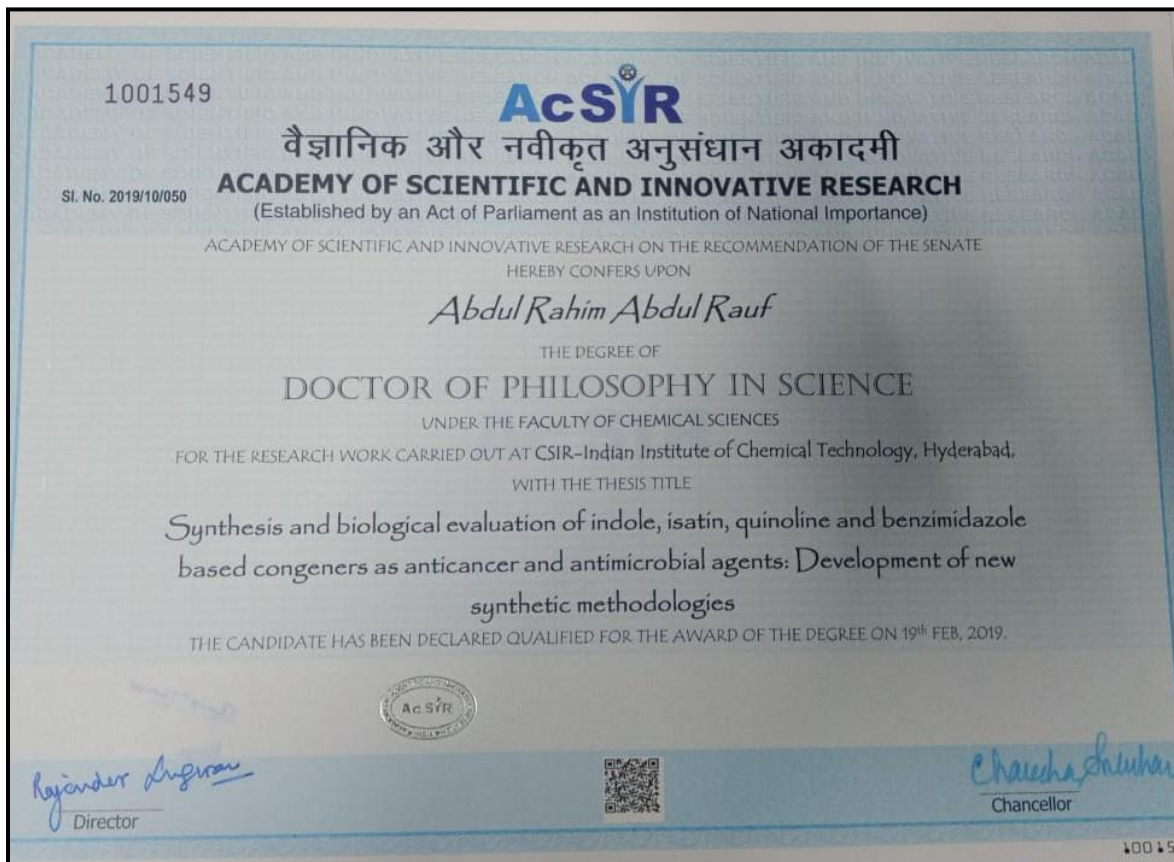 1001549
AcSIR
वैज्ञानिक और नवीकृत अनुसंधान अकादमी
Sl. No. 2019/10/050
ACADEMY OF SCIENTIFIC AND INNOVATIVE RESEARCH
(Established by an Act of Parliament as an Institution of National Importance)
ACADEMY OF SCIENTIFIC AND INNOVATIVE RESEARCH ON THE RECOMMENDATION OF THE SENATE
HEREBY CONFERS UPON
Abdul Rahim Abdul Rauf
THE DEGREE OF
DOCTOR OF PHILOSOPHY IN SCIENCE
UNDER THE FACULTY OF CHEMICAL SCIENCES
FOR THE RESEARCH WORK CARRIED OUT AT CSIR-Indian Institute of Chemical Technology, Hyderabad,
WITH THE THESIS TITLE
Synthesis and biological evaluation of indole, isatin, quinoline and benzimidazole
based congeners as anticancer and antimicrobial agents: Development of new
synthetic methodologies
THE CANDIDATE HAS BEEN DECLARED QUALIFIED FOR THE AWARD OF THE DEGREE ON 19th FEB, 2019.
AcSIR
Rajender
Director
Chancellor